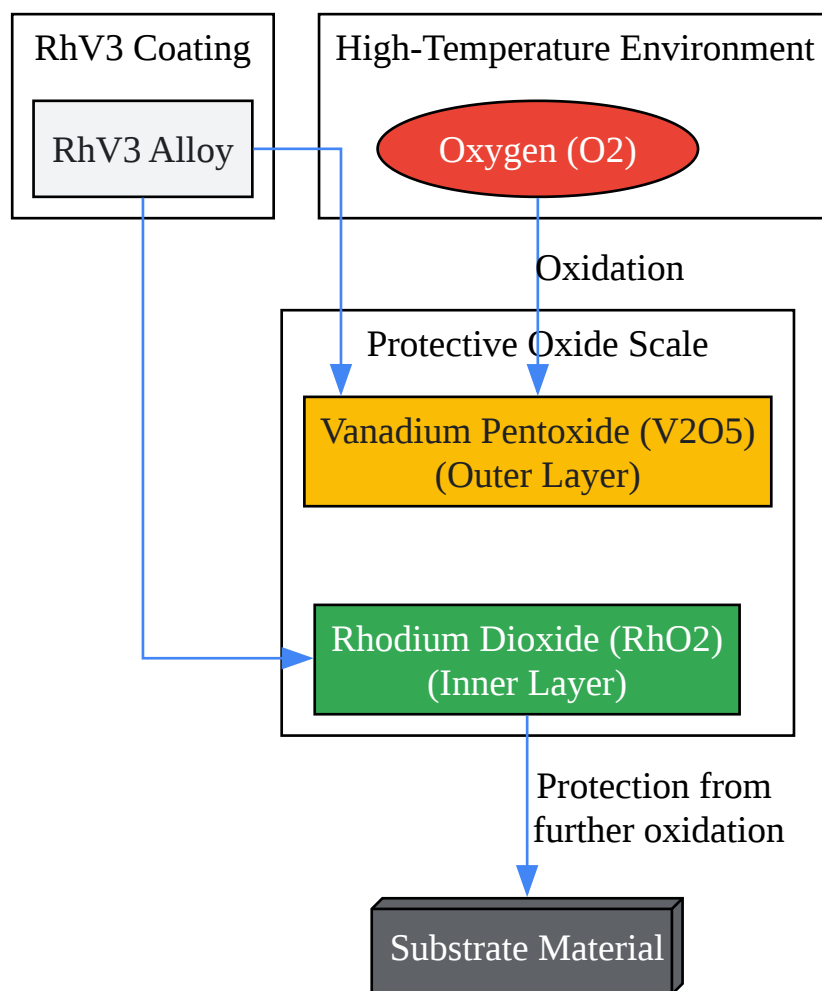 RhV3 Coating
High-Temperature Environment
RhV3 Alloy
Oxygen (O2)
Oxidation
Protective Oxide Scale
Vanadium Pentoxide (V2O5)
(Outer Layer)
Rhodium Dioxide (RhO2)
(Inner Layer)
Protection from
further oxidation
Substrate Material